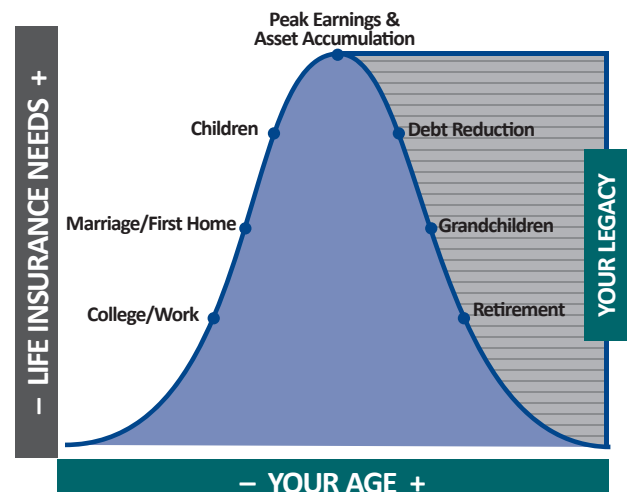 Peak Earnings &
Asset Accumulation
Children
Debt Reduction
Marriage/First Home
Grandchildren
College/Work
Retirement
– LIFE INSURANCE NEEDS +
YOUR LEGACY
– YOUR AGE +